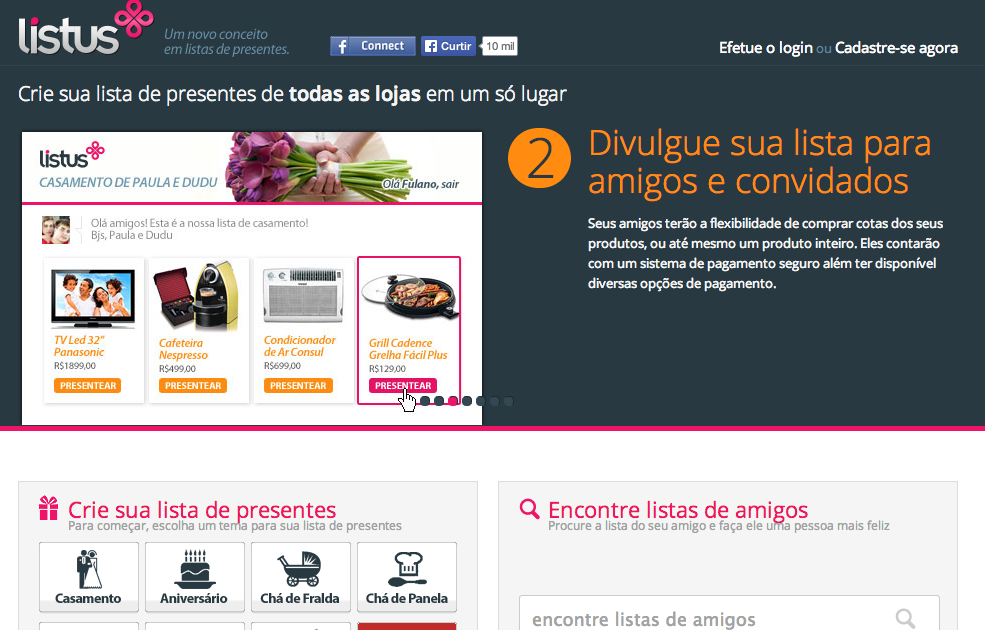 listus
Um novo conceito
em listas de presentes.
Connect
Curtir
10 mil
Efetue o login ou Cadastre-se agora
Crie sua lista de presentes de todas as lojas em um só lugar
listus
CASAMENTO DE PAULA E DUDU
Olá Fulano, sair
Olá amigos! Esta é a nossa lista de casamento!
Bjs, Paula e Dudu
TV Led 32"
Panasonic
R$1899,00
PRESENTEAR
Cafeteira
Nespresso
R$499,00
PRESENTEAR
Condicionador
de Ar Consul
R$699,00
PRESENTEAR
Grill Cadence
Grelha Fácil Plus
R$129,00
PRESENTEAR
2
Divulgue sua lista para
amigos e convidados
Seus amigos terão a flexibilidade de comprar cotas dos seus
produtos, ou até mesmo um produto inteiro. Eles contarão
com um sistema de pagamento seguro além ter disponível
diversas opções de pagamento.
Crie sua lista de presentes
Para começar, escolha um tema para sua lista de presentes
Casamento
Aniversário
Chá de Fralda
Chá de Panela
Encontre listas de amigos
Procure a lista do seu amigo e faça ele uma pessoa mais feliz
encontre listas de amigos